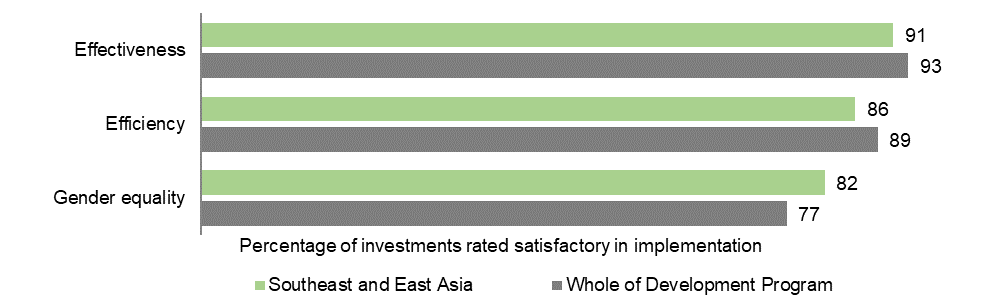 Effectiveness
91
93
Efficiency
86
89
Gender equality
82
77
Percentage of investments rated satisfactory in implementation
Southeast and East Asia
Whole of Development Program